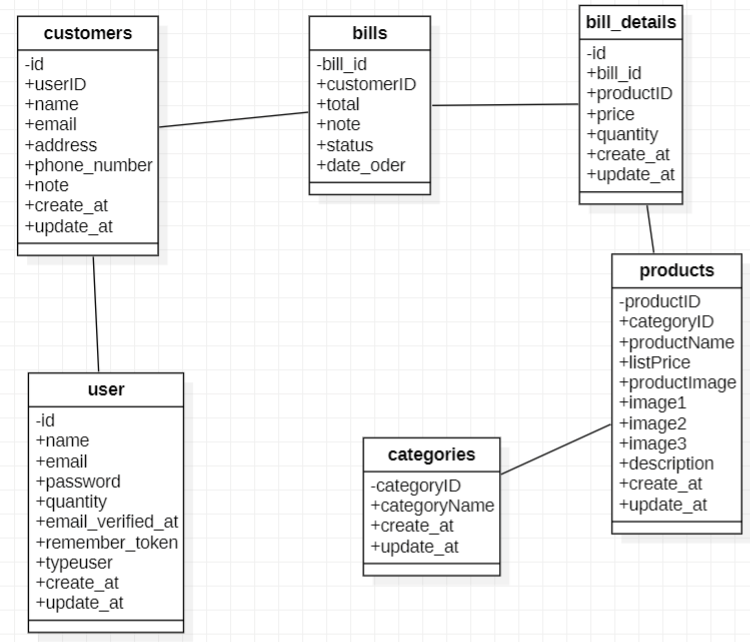 customers
-id
+userID
+name
+email
+address
+phone_number
+note
+create_at
+update_at
bills
-bill_id
+customerID
+total
+note
+status
+date_oder
bill_details
-id
+bill_id
+productID
+price
+quantity
+create_at
+update_at
products
-productID
+categoryID
+productName
+listPrice
+productImage
+image1
+image2
+image3
+description
+create_at
+update_at
user
-id
+name
+email
+password
+quantity
+email_verified_at
+remember_token
+typeuser
+create_at
+update_at
categories
-categoryID
+categoryName
+create_at
+update_at